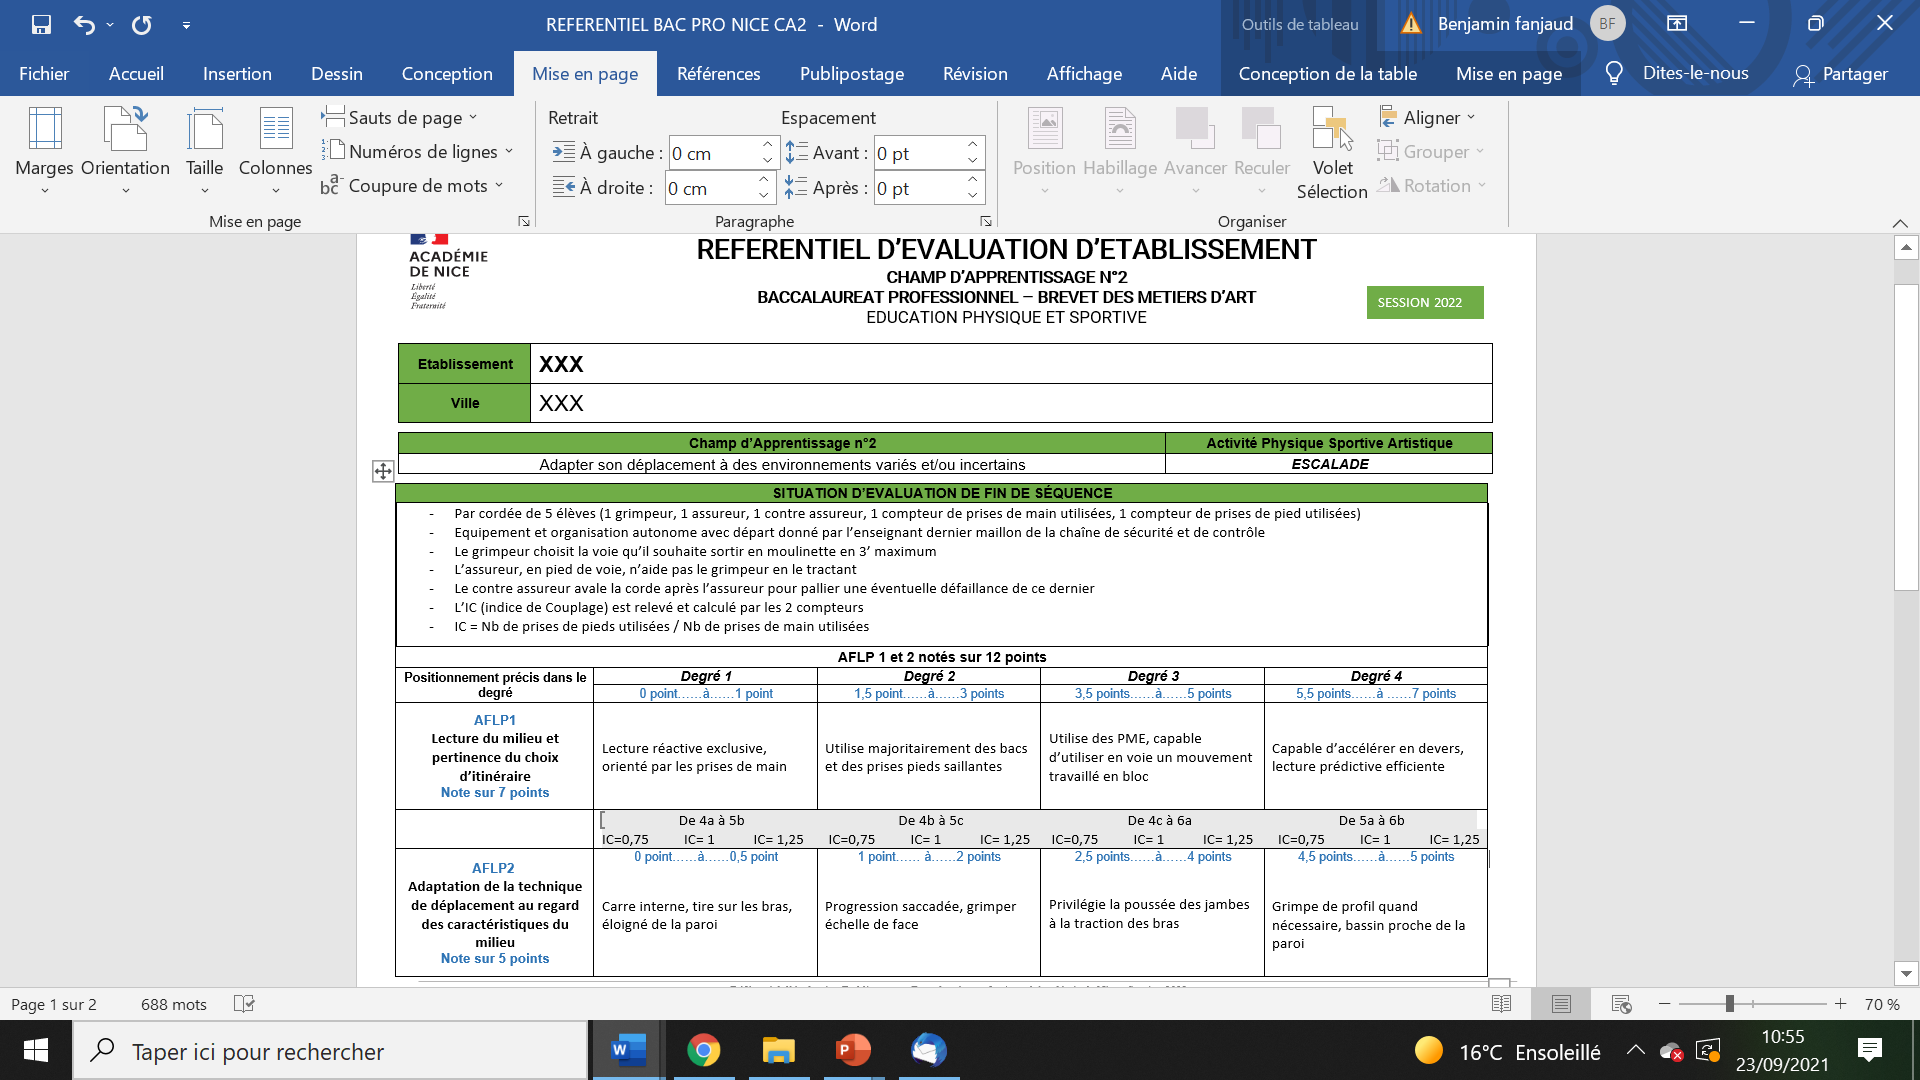 REFERENTIEL BAC PRO NICE CA2 - Word
Outils de tableau
Benjamin fanjaud
BF
Fichier
Accueil
Insertion
Dessin
Conception
Mise en page
Références
Publipostage
Révision
Affichage
Aide
Conception de la table
Mise en page
Dites-le-nous
Partager
Marges
Orientation
Taille
Colonnes
Sauts de page
Numéros de lignes
Coupure de mots
Mise en page
Retrait
Espacement
À gauche : 0 cm
Avant : 0 pt
À droite : 0 cm
Après : 0 pt
Paragraphe
Position
Habillage
Avancer
Reculer
Volet
Sélection
Aligner
Grouper
Rotation
Organiser
ACADÉMIE
DE NICE
Liberté
Égalité
Fraternité
REFERENTIEL D'EVALUATION D'ETABLISSEMENT
CHAMP D'APPRENTISSAGE N°2
BACCALAUREAT PROFESSIONNEL – BREVET DES METIERS D'ART
EDUCATION PHYSIQUE ET SPORTIVE
SESSION 2022
Etablissement XXX
Ville XXX
Champ d'Apprentissage n°2 Activité Physique Sportive Artistique
Adapter son déplacement à des environnements variés et/ou incertains ESCALADE
SITUATION D'EVALUATION DE FIN DE SÉQUENCE
- Par cordée de 5 élèves (1 grimpeur, 1 assureur, 1 contre assureur, 1 compteur de prises de main utilisées, 1 compteur de prises de pied utilisées)
- Equipement et organisation autonome avec départ donné par l'enseignant dernier maillon de la chaîne de sécurité et de contrôle
- Le grimpeur choisit la voie qu'il souhaite sortir en moulinette en 3' maximum
- L'assureur, en pied de voie, n'aide pas le grimpeur en le tractant
- Le contre assureur avale la corde après l'assureur pour pallier une éventuelle défaillance de ce dernier
- L'IC (indice de Couplage) est relevé et calculé par les 2 compteurs
- IC = Nb de prises de pieds utilisées / Nb de prises de main utilisées
AFLP 1 et 2 notés sur 12 points
Positionnement précis dans le
degré
Degré 1
Degré 2
Degré 3
Degré 4
0 point……à……1 point
1,5 point……à……3 points
3,5 points……à……5 points
5,5 points……à ……7 points
AFLP1
Lecture du milieu et
pertinence du choix
d'itinéraire
Note sur 7 points
Lecture réactive exclusive,
orienté par les prises de main
Utilise majoritairement des bacs
et des prises pieds saillantes
Utilise des PME, capable
d'utiliser en voie un mouvement
travaillé en bloc
Capable d'accélérer en devers,
lecture prédictive efficiente
De 4a à 5b
De 4b à 5c
De 4c à 6a
De 5a à 6b
IC=0,75 IC= 1 IC= 1,25
IC=0,75 IC= 1 IC= 1,25
IC=0,75 IC= 1 IC= 1,25
IC=0,75 IC= 1 IC= 1,25
AFLP2
Adaptation de la technique
de déplacement au regard
des caractéristiques du
milieu
Note sur 5 points
0 point……à……0,5 point
1 point…… à……2 points
2,5 points……à……4 points
4,5 points……à……5 points
Carre interne, tire sur les bras,
éloigné de la paroi
Progression saccadée, grimper
échelle de face
Privilégie la poussée des jambes
à la traction des bras
Grimpe de profil quand
nécessaire, bassin proche de la
paroi
Page 1 sur 2
688 mots
70 %
Taper ici pour rechercher
16°C Ensoleillé
10:55
23/09/2021